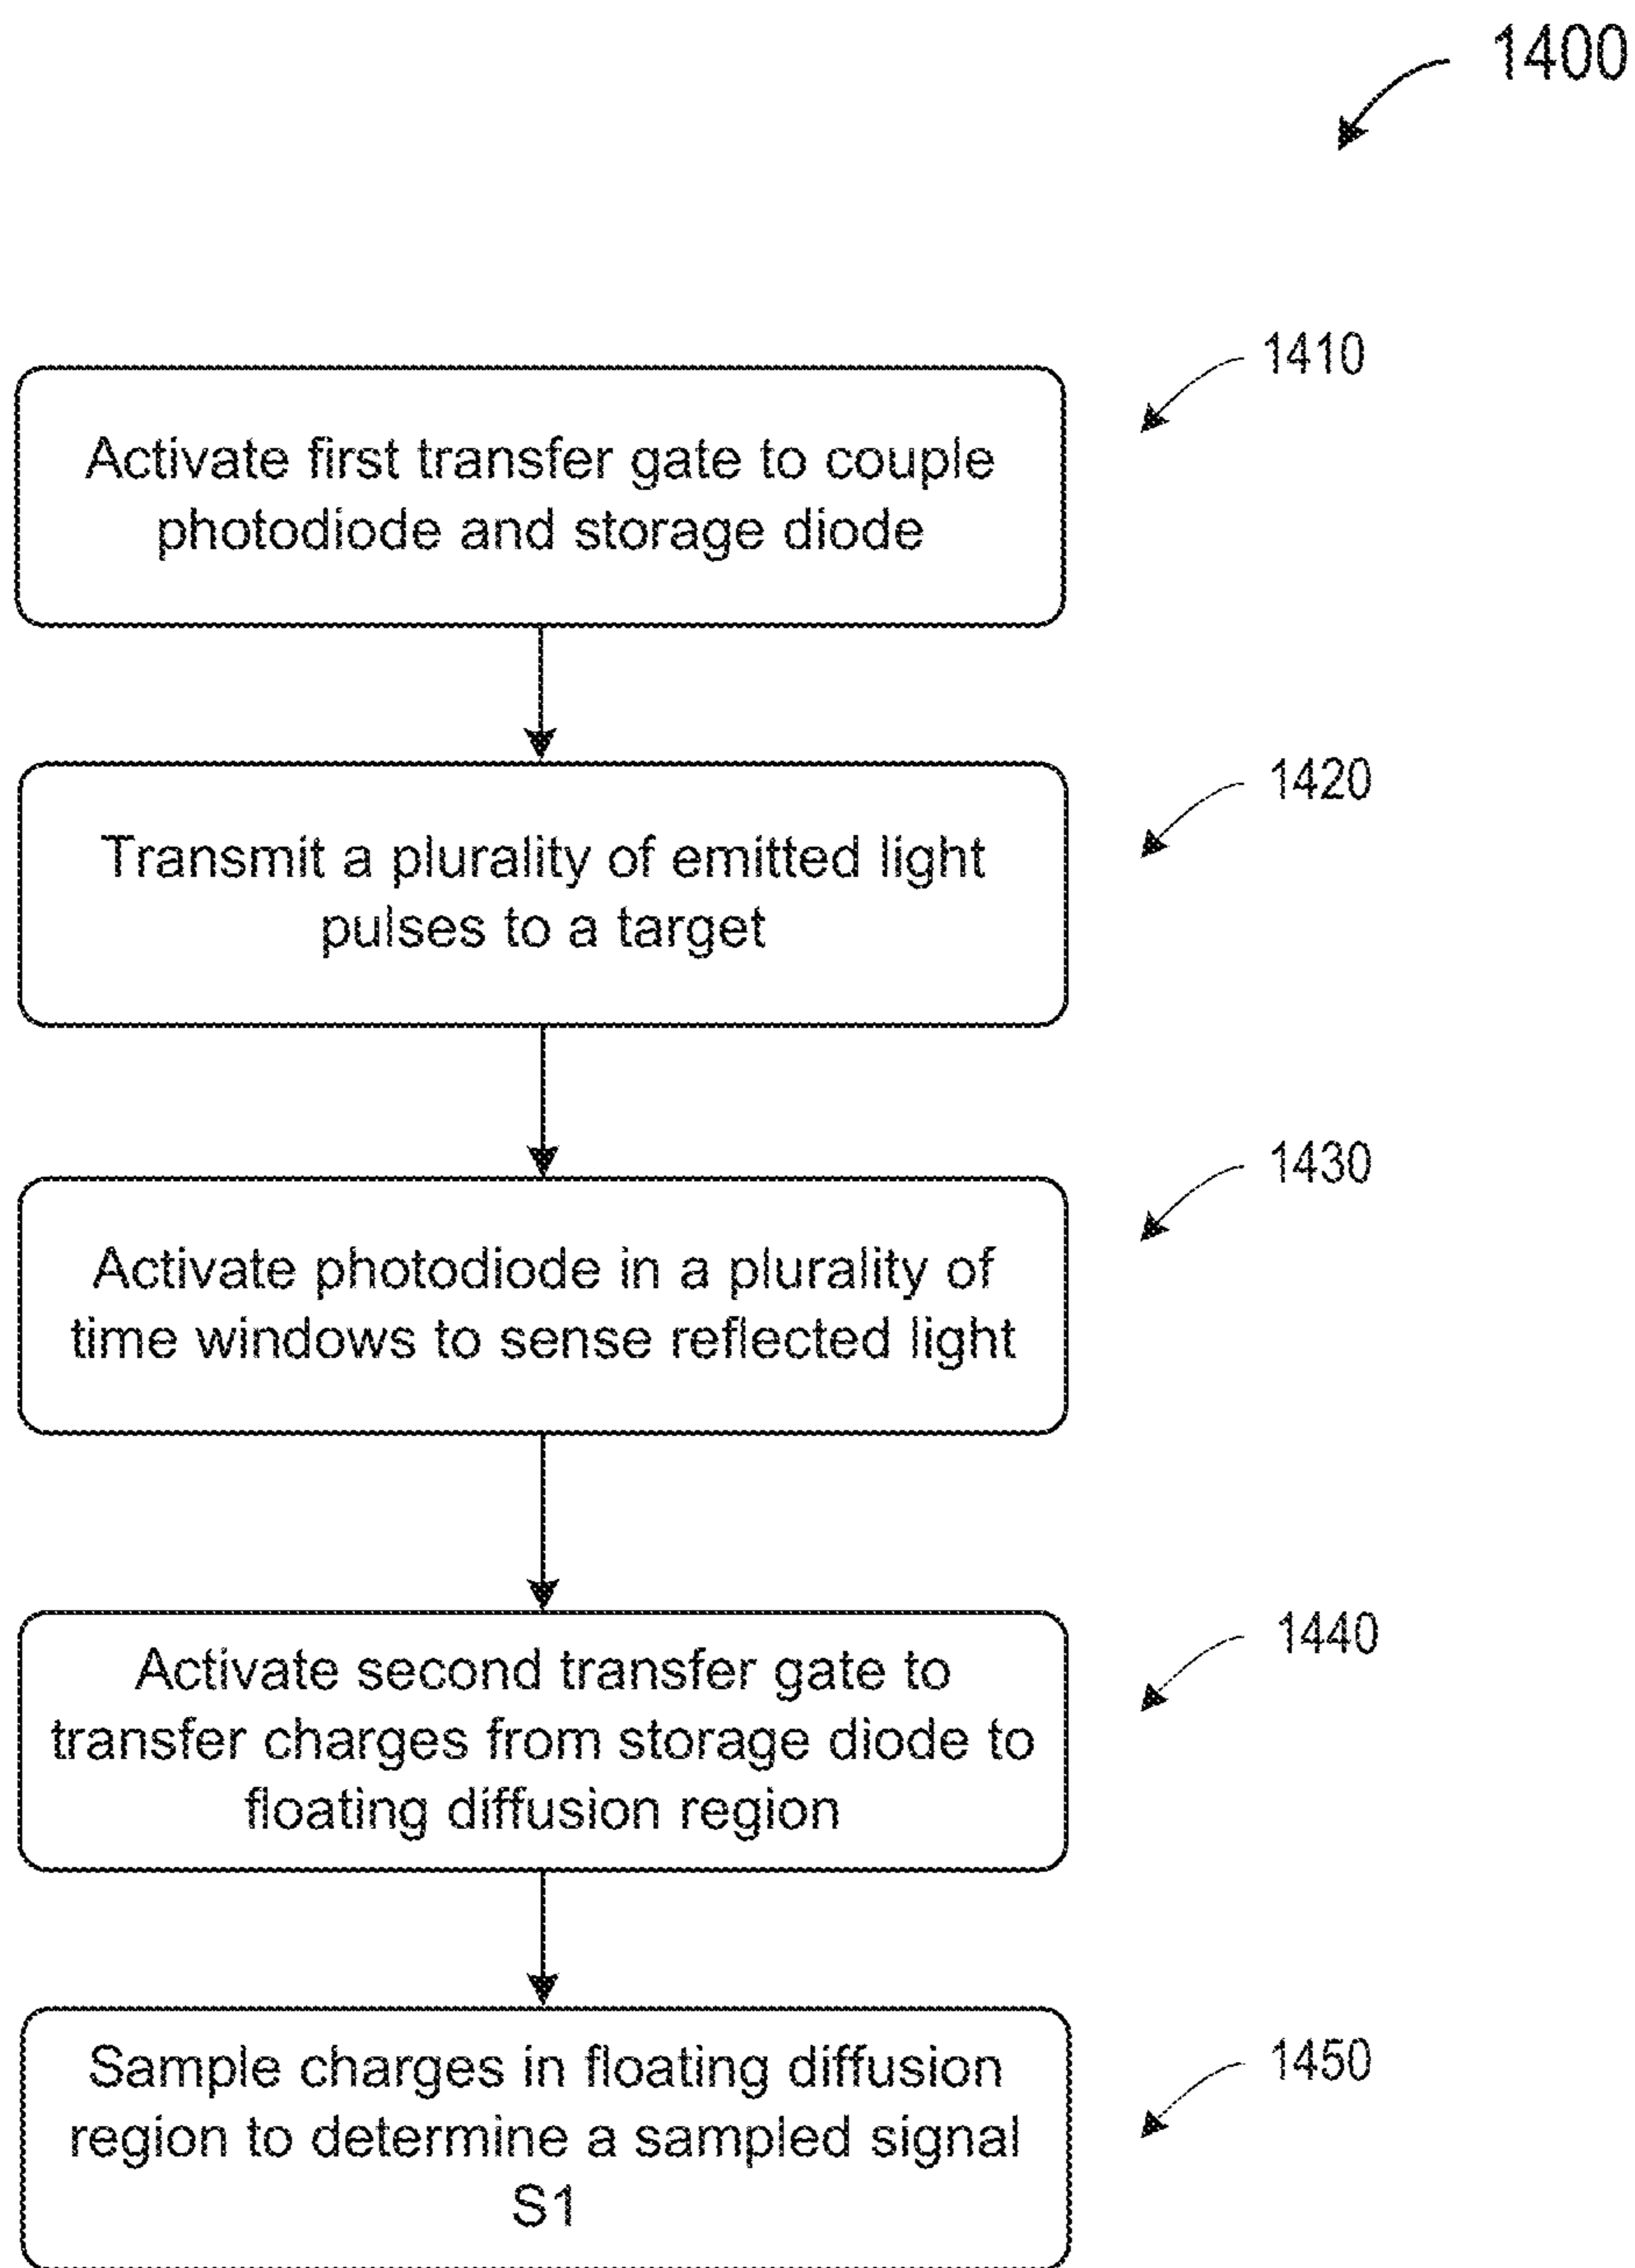 1400
1410
Activate first transfer gate to couple
photodiode and storage diode
1420
Transmit a plurality of emitted light
pulses to a target
1430
Activate photodiode in a plurality of
time windows to sense reflected light
1440
Activate second transfer gate to
transfer charges from storage diode to
floating diffusion region
1450
Sample charges in floating diffusion
region to determine a sampled signal
S1